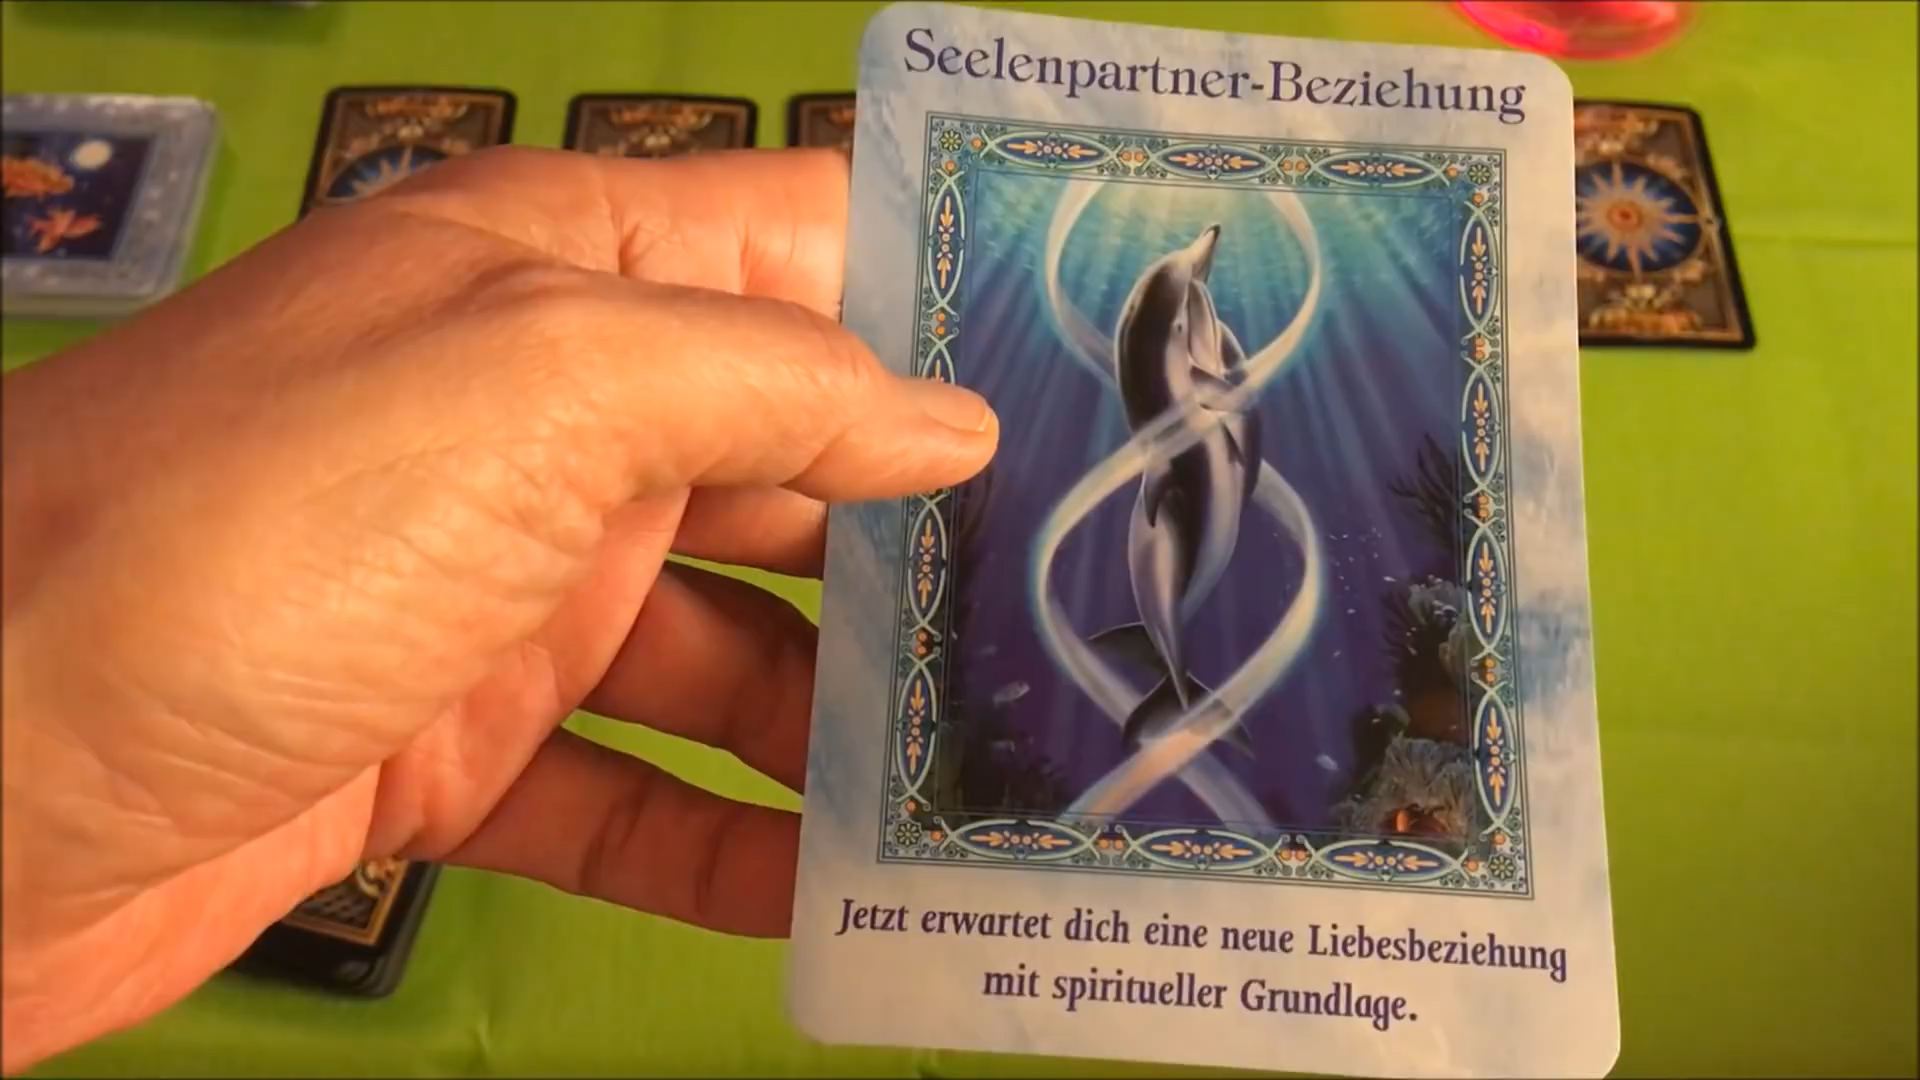 Seelenpartner-Beziehung
Jetzt erwartet dich eine neue Liebesbeziehung
mit spiritueller Grundlage.